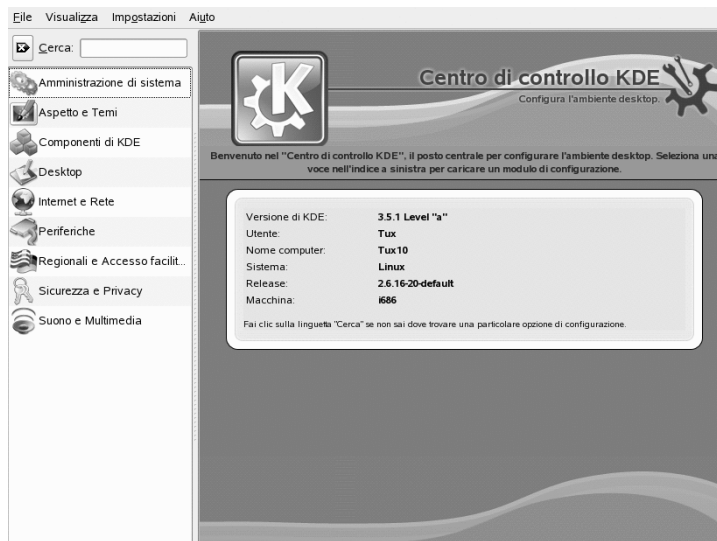 File Visualizza Impostazioni Aiuto
Cerca:
Amministrazione di sistema
Aspetto e Temi
Componenti di KDE
Desktop
Internet e Rete
Periferiche
Regionali e Accesso facilit...
Sicurezza e Privacy
Suono e Multimedia
Centro di controllo KDE
Configura l'ambiente desktop.
Benvenuto nel "Centro di controllo KDE", il posto centrale per configurare l'ambiente desktop. Seleziona una
voce nell'indice a sinistra per caricare un modulo di configurazione.
Versione di KDE: 3.5.1 Level "a"
Utente: Tux
Nome computer: Tux10
Sistema: Linux
Release: 2.6.16-20-default
Macchina: i686
Fai clic sulla linguetta "Cerca" se non sai dove trovare una particolare opzione di configurazione.